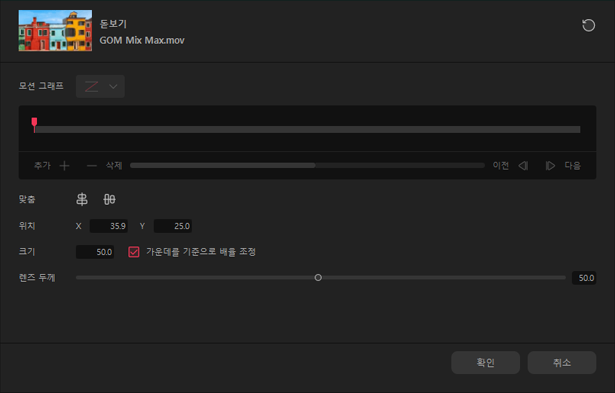 돋보기
GOM Mix Max.mov
모션 그래프
추가 삭제 이전 다음
맞춤
위치 X 35.9 Y 25.0
크기 50.0 가운데를 기준으로 배율 조정
렌즈 두께 50.0
확인 취소